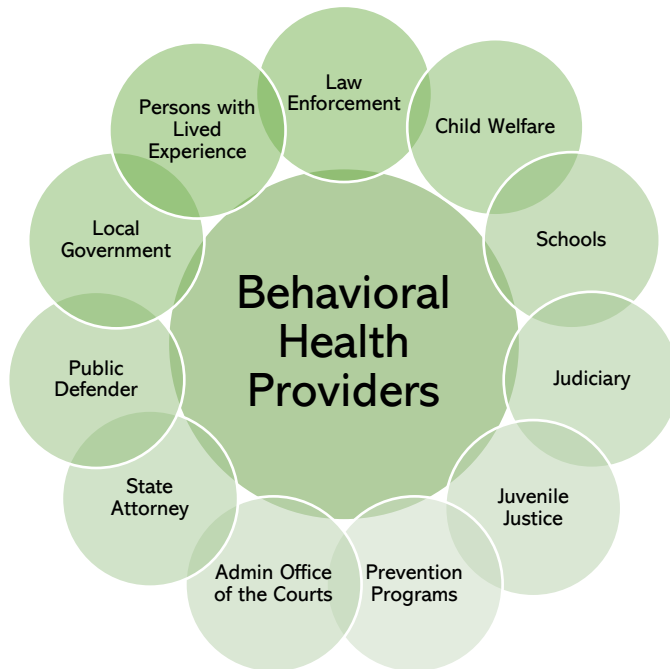 Law
Enforcement
Child Welfare
Schools
Judiciary
Juvenile
Justice
Prevention
Programs
Admin Office
of the Courts
State
Attorney
Public
Defender
Local
Government
Persons with
Lived
Experience
Behavioral
Health
Providers